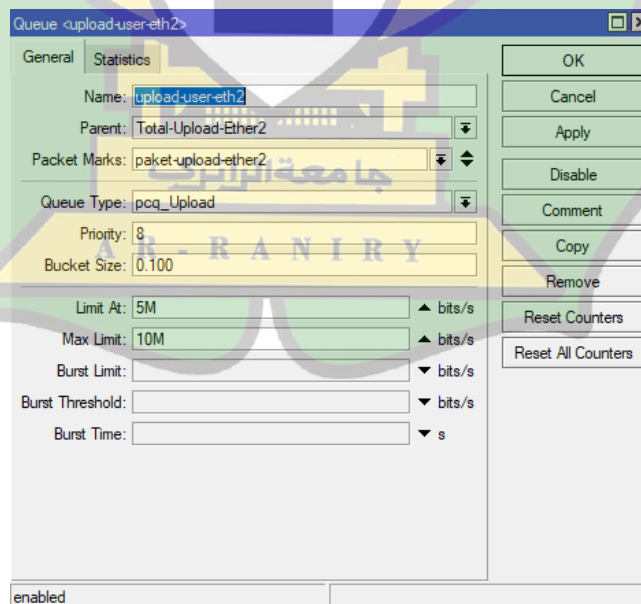 Queue <upload-user-eth2>
General Statistics
Name: upload-user-eth2
Parent: Total-Upload-Ether2
Packet Marks: paket-upload-ether2
جامعة الرانري
Queue Type: pcq_Upload
Priority: 8
AR-RANIRY
Bucket Size: 0.100
Limit At: 5M bits/s
Max Limit: 10M bits/s
Burst Limit: bits/s
Burst Threshold: bits/s
Burst Time: s
OK
Cancel
Apply
Disable
Comment
Copy
Remove
Reset Counters
Reset All Counters
enabled